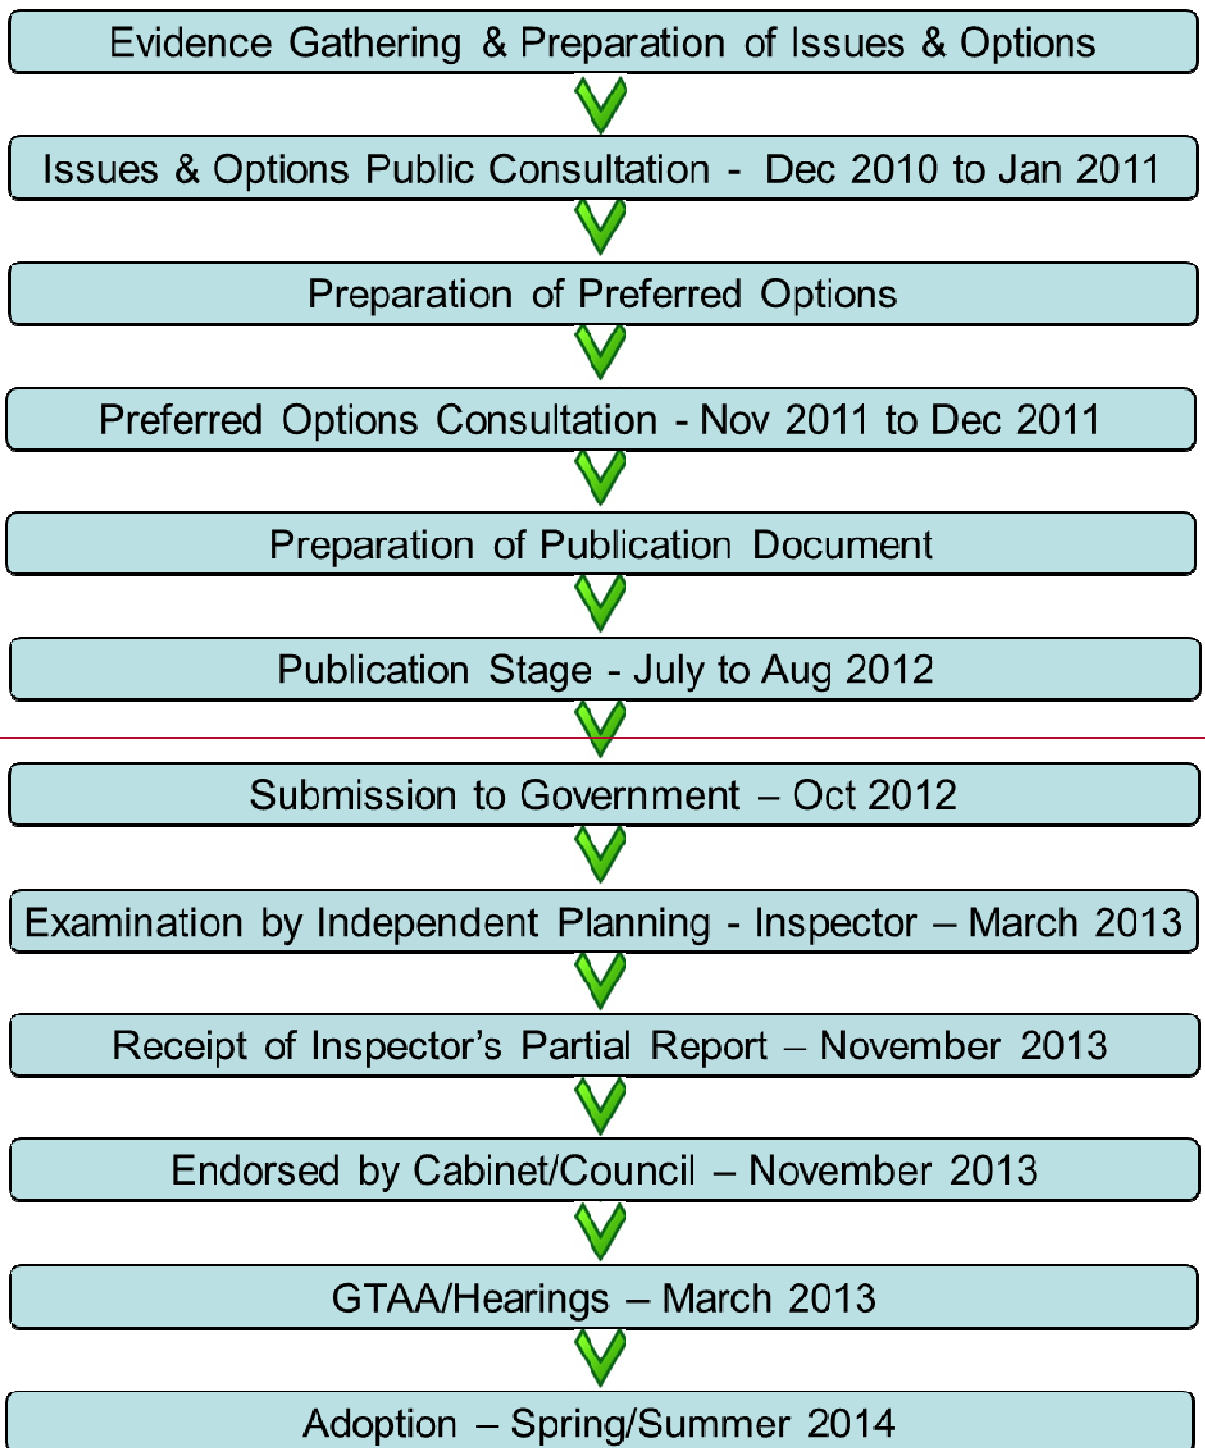 Evidence Gathering & Preparation of Issues & Options
Issues & Options Public Consultation - Dec 2010 to Jan 2011
Preparation of Preferred Options
Preferred Options Consultation - Nov 2011 to Dec 2011
Preparation of Publication Document
Publication Stage - July to Aug 2012
Submission to Government – Oct 2012
Examination by Independent Planning - Inspector – March 2013
Receipt of Inspector’s Partial Report – November 2013
Endorsed by Cabinet/Council – November 2013
GTAA/Hearings – March 2013
Adoption – Spring/Summer 2014